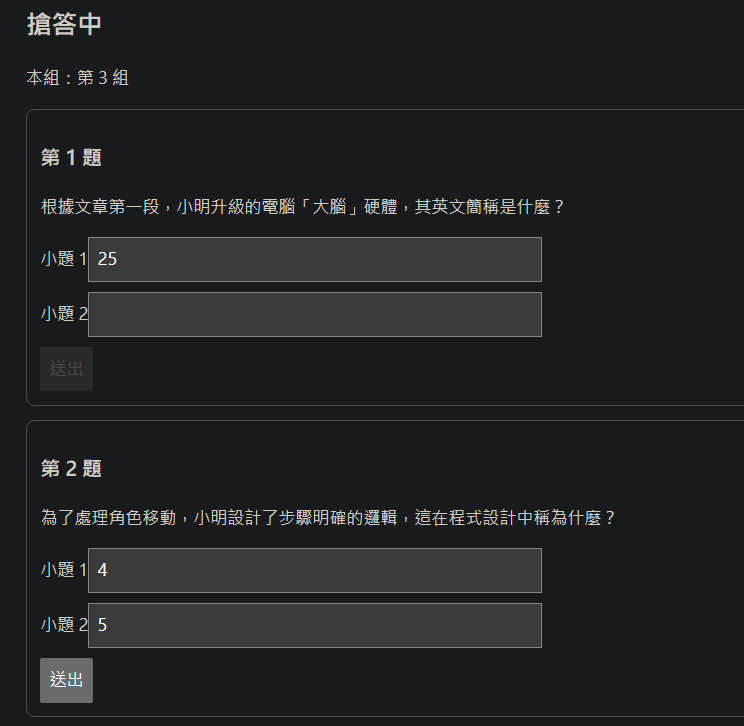 搶答中
本組：第 3 組
第 1 題
根據文章第一段，小明升級的電腦「大腦」硬體，其英文簡稱是什麼？
小題 1 25
小題 2
送出
第 2 題
為了處理角色移動，小明設計了步驟明確的邏輯，這在程式設計中稱為什麼？
小題 1 4
小題 2 5
送出